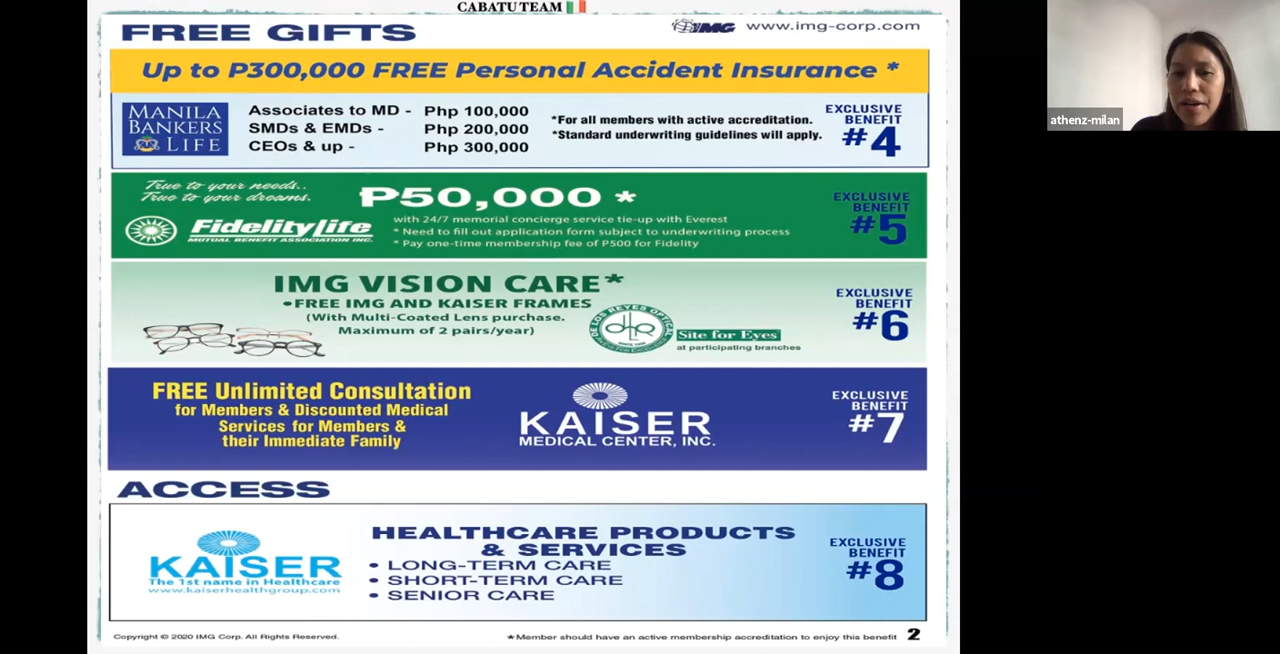 CABATU TEAM
FREE GIFTS
IMG www.img-corp.com
Up to P300,000 FREE Personal Accident Insurance *
MANILA
BANKERS
LIFE
Associates to MD - Php 100,000
SMDs & EMDs - Php 200,000
CEOs & up - Php 300,000
*For all members with active accreditation.
*Standard underwriting guidelines will apply.
EXCLUSIVE
BENEFIT
#4
True to your needs..
True to your dreams.
Fidelitylife
MUTUAL BENEFIT ASSOCIATION INC.
₱50,000 *
with 24/7 memorial concierge service tie-up with Everest
* Need to fill out application form subject to underwriting process
* Pay one-time membership fee of P500 for Fidelity
EXCLUSIVE
BENEFIT
#5
IMG VISION CARE*
•FREE IMG AND KAISER FRAMES
(With Multi-Coated Lens purchase.
Maximum of 2 pairs/year)
DE LOS REYES OPTICAL
Site for Eyes
at participating branches
EXCLUSIVE
BENEFIT
#6
FREE Unlimited Consultation
for Members & Discounted Medical
Services for Members &
their Immediate Family
KAISER
MEDICAL CENTER, INC.
EXCLUSIVE
BENEFIT
#7
ACCESS
KAISER
The 1st name in Healthcare
www.kaiserhealthgroup.com
HEALTHCARE PRODUCTS
& SERVICES
• LONG-TERM CARE
• SHORT-TERM CARE
• SENIOR CARE
EXCLUSIVE
BENEFIT
#8
Copyright © 2020 IMG Corp. All Rights Reserved.
*Member should have an active membership accreditation to enjoy this benefit 2
athenz-milan